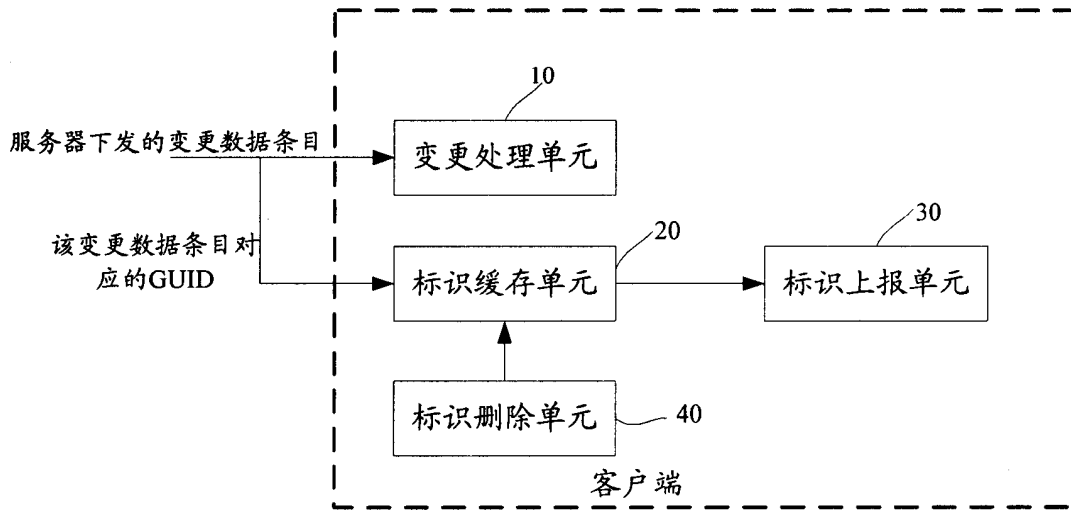 10
服务器下发的变更数据条目
变更处理单元
该变更数据条目对
应的GUID
20
30
标识缓存单元
标识上报单元
标识删除单元
40
客户端